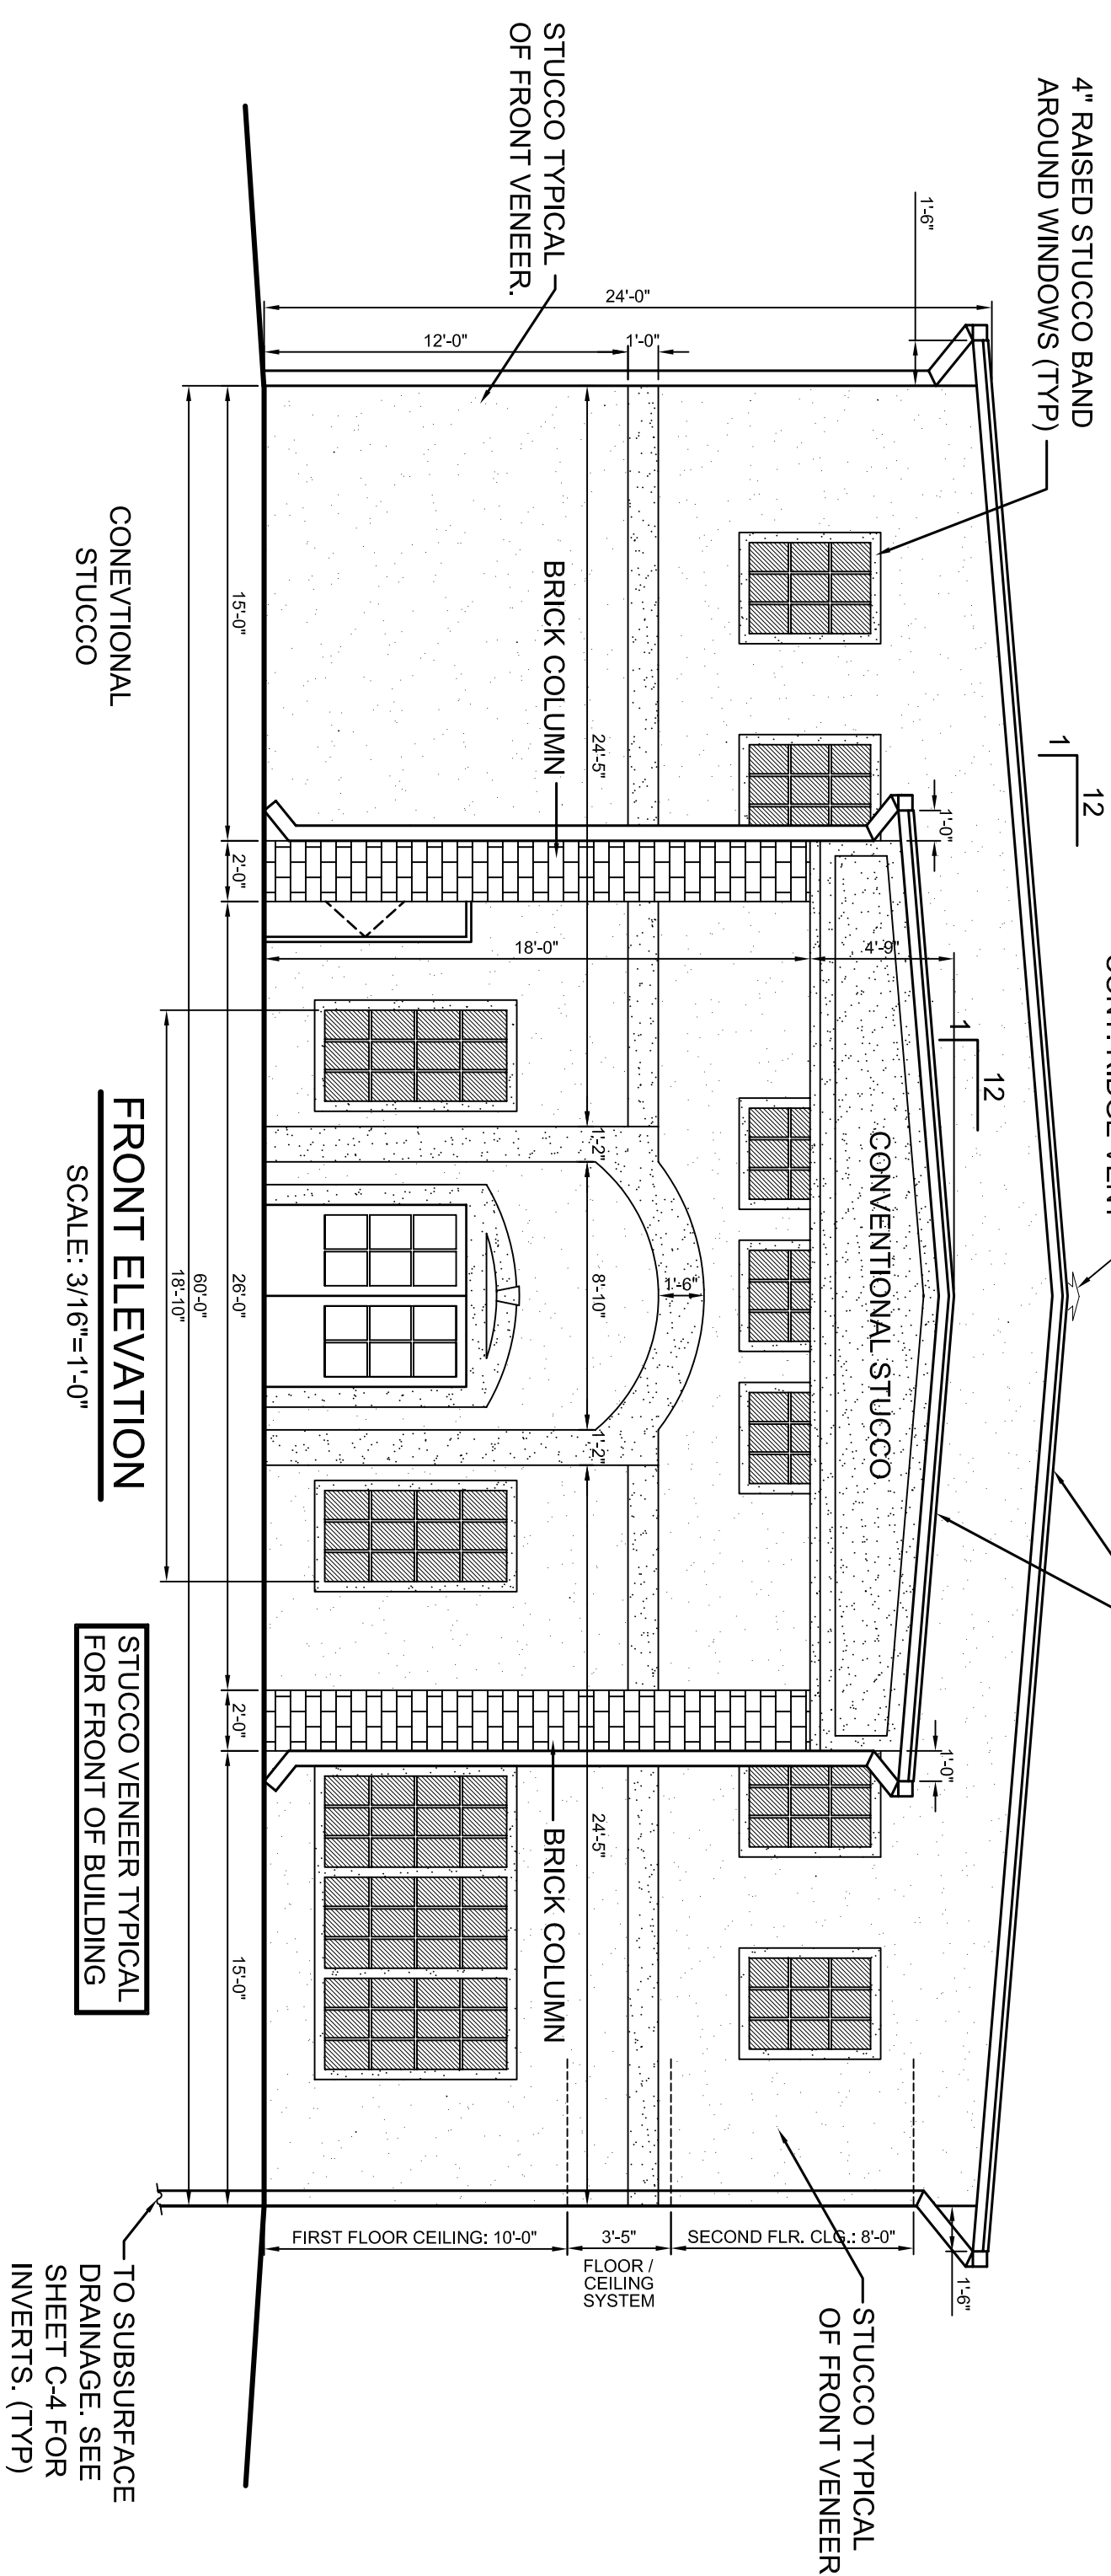 4" RAISED STUCCO BAND
AROUND WINDOWS (TYP)
1'-6"
24'-0"
12'-0"
1'-0"
STUCCO TYPICAL
OF FRONT VENEER.
1
12
1
12
1'-0"
4'-9"
18'-0"
CONVENTIONAL STUCCO
BRICK COLUMN
24'-5"
1'-2"
8'-10"
1'-6"
1'-2"
24'-5"
BRICK COLUMN
1'-0"
STUCCO TYPICAL
OF FRONT VENEER
1'-6"
SECOND FLR. CLG.: 8'-0"
3'-5"
FLOOR /
CEILING
SYSTEM
FIRST FLOOR CEILING: 10'-0"
15'-0"
2'-0"
26'-0"
2'-0"
15'-0"
60'-0"
18'-10"
CONEVTIONAL
STUCCO
FRONT ELEVATION
SCALE: 3/16"=1'-0"
STUCCO VENEER TYPICAL
FOR FRONT OF BUILDING
TO SUBSURFACE
DRAINAGE. SEE
SHEET C-4 FOR
INVERTS. (TYP)